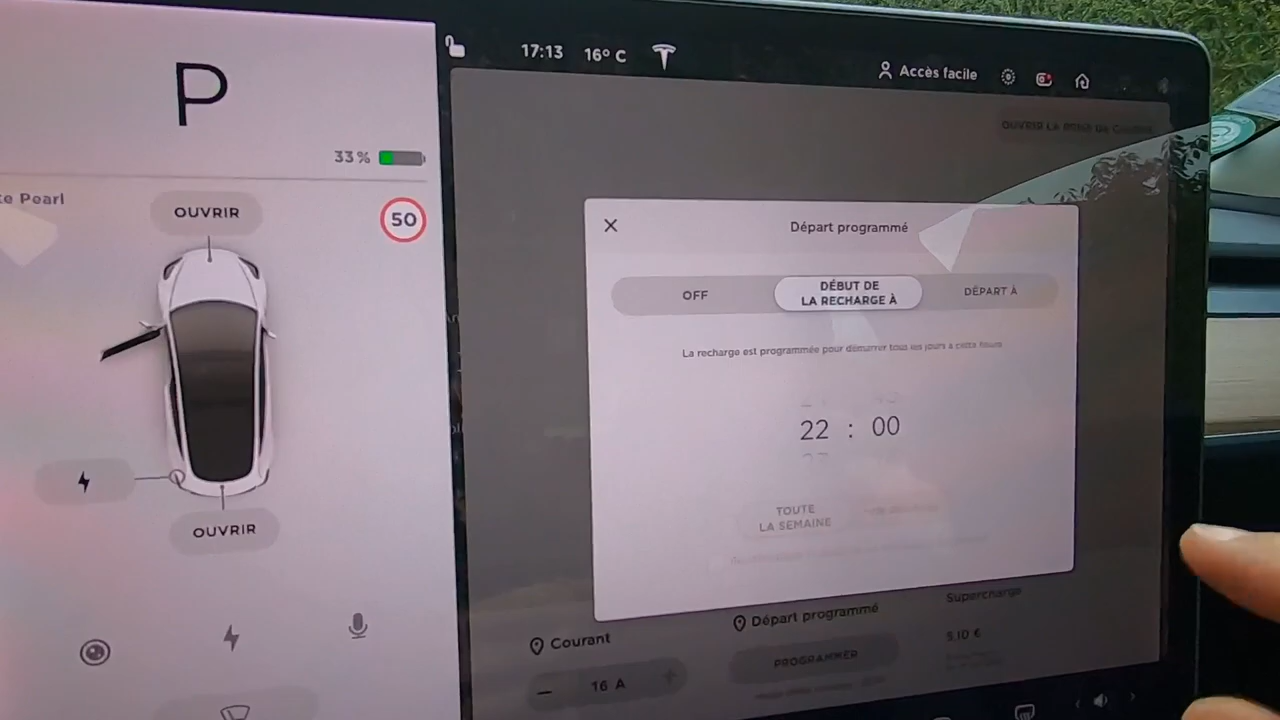 P
33 %
Pearl
OUVRIR
50
OUVRIR
17:13
16° C
Accès facile
OUVRIR LA
Départ programmé
OFF
DÉBUT DE
LA RECHARGE À
DÉPART À
La recharge est programmée pour démarrer tous les jours à cette heure.
22 : 00
TOUTE
LA SEMAINE
Courant
− 16 A +
Départ programmé
PROGRAMMER
Supercharge
5,10 €